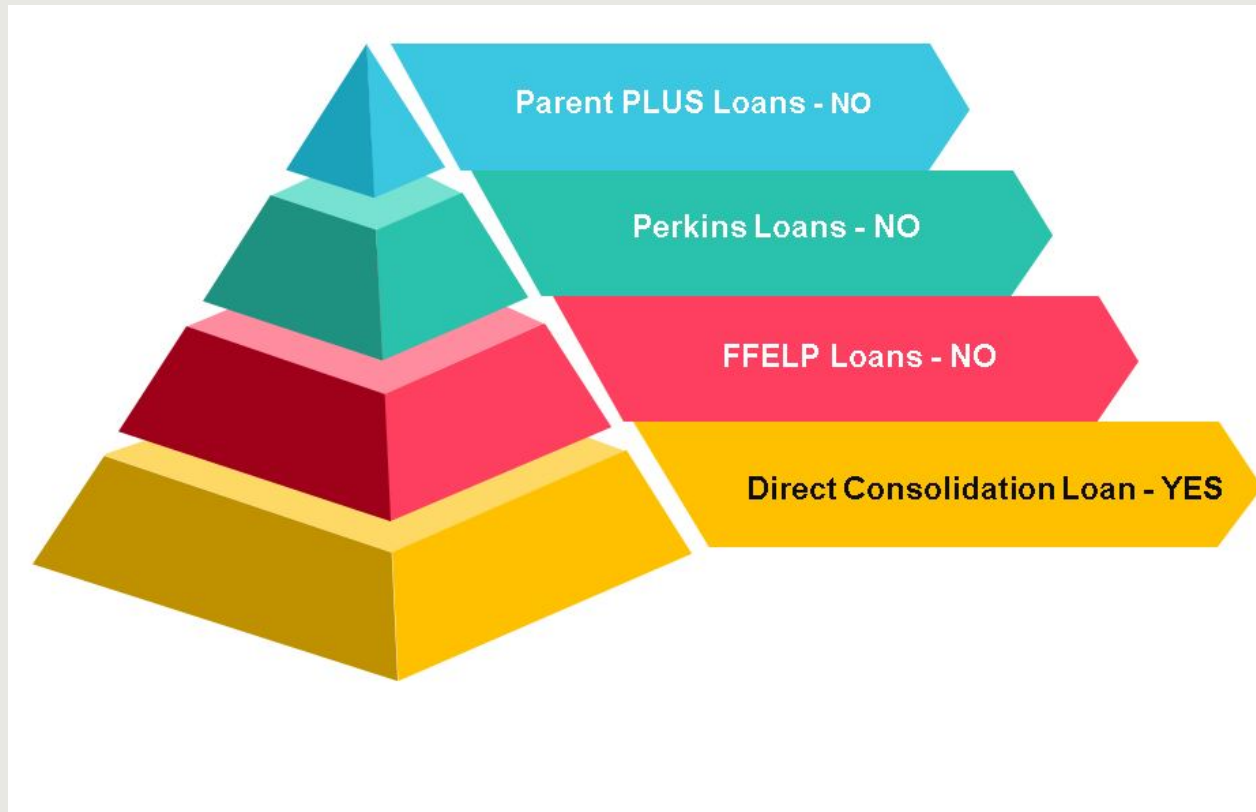 Parent PLUS Loans - NO
Perkins Loans - NO
FFELP Loans - NO
Direct Consolidation Loan - YES